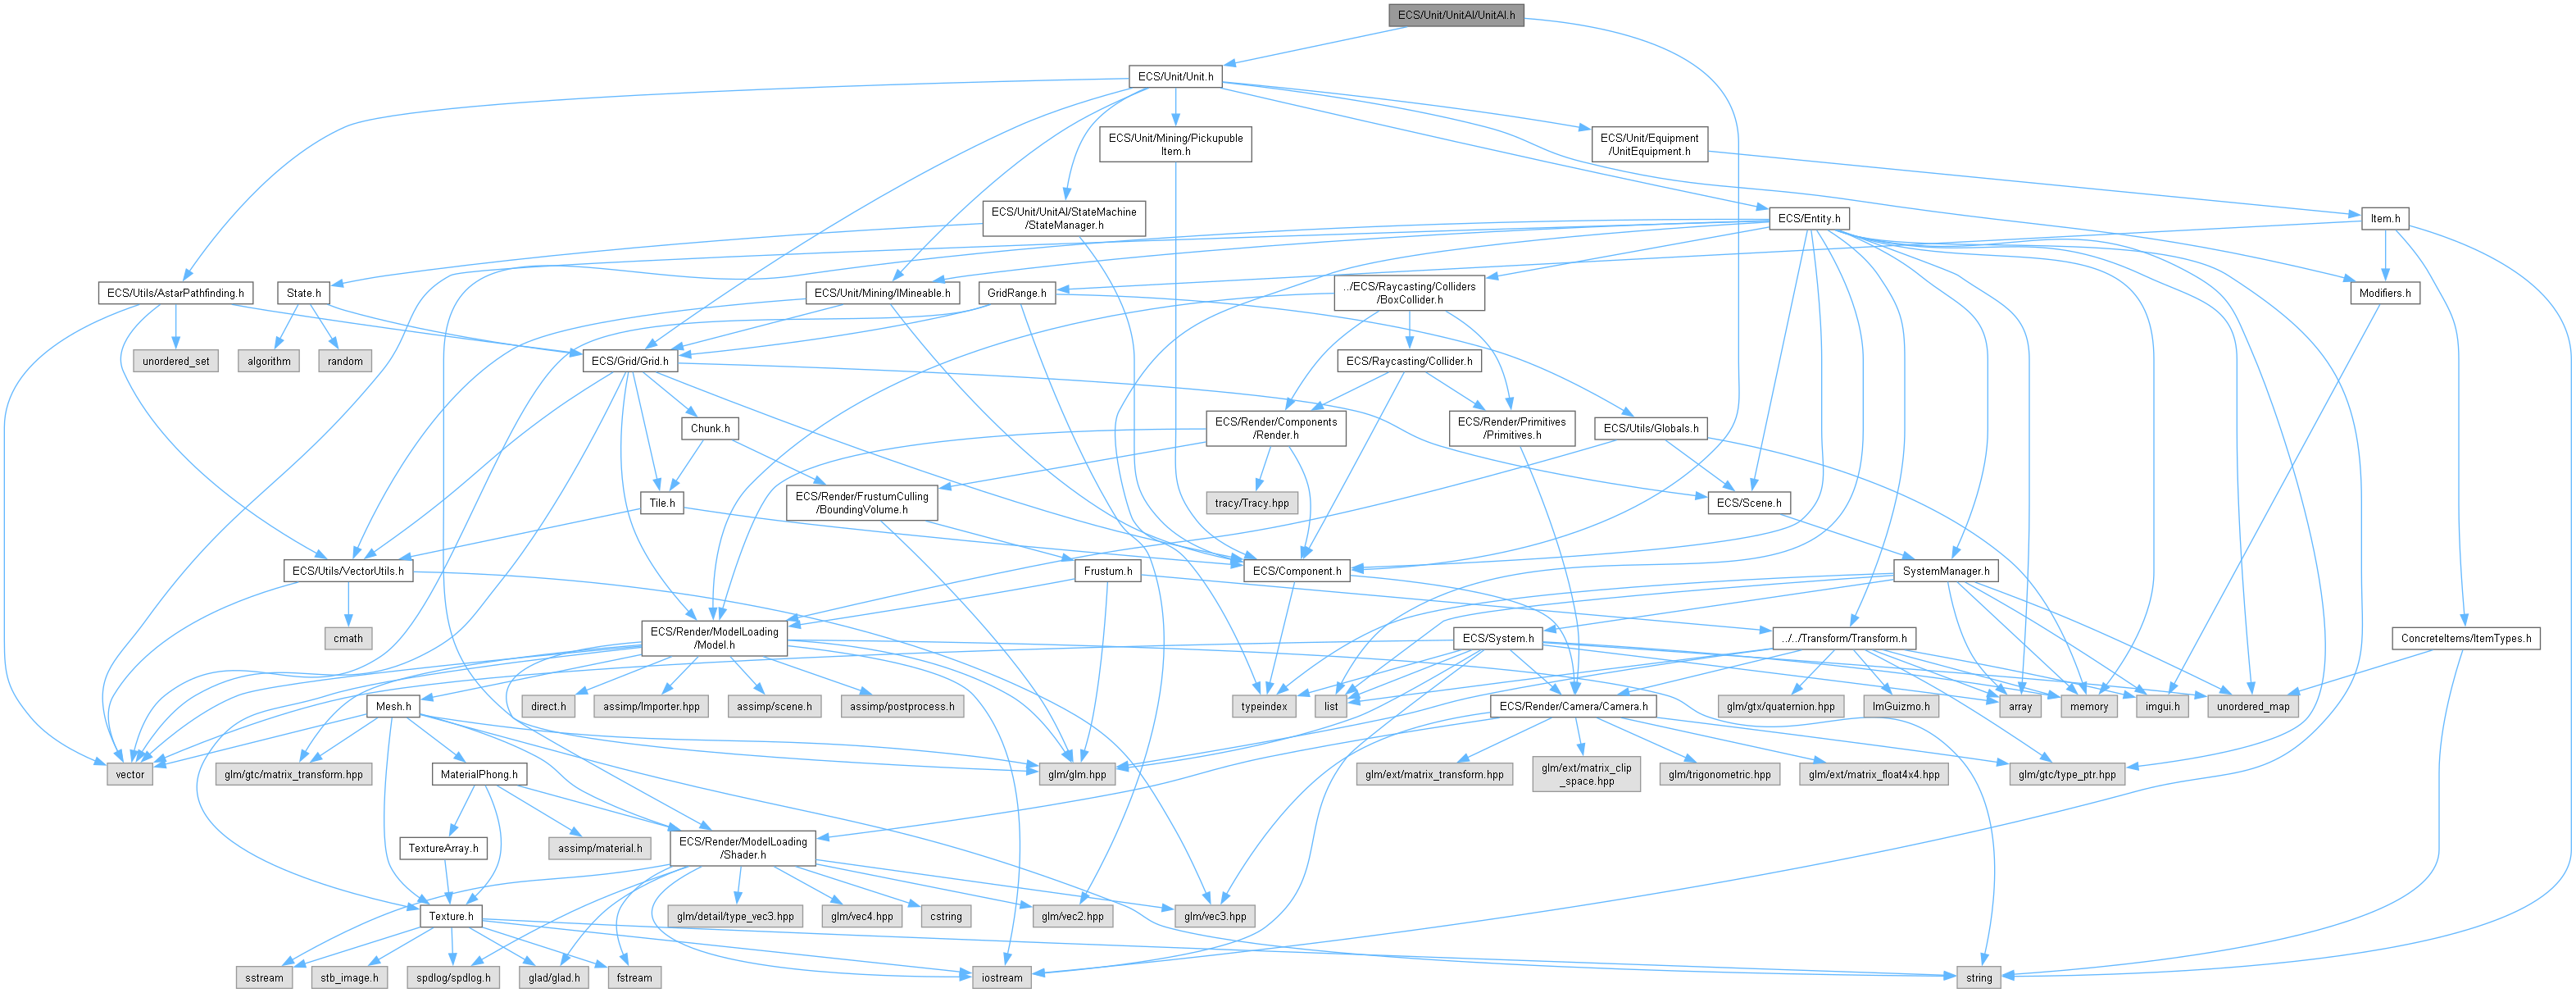 ECS/Unit/UnitAI/UnitAI.h
ECS/Unit/Unit.h
ECS/Unit/Mining/Pickupuble
Item.h
ECS/Unit/Equipment
/UnitEquipment.h
ECS/Unit/UnitAI/StateMachine
/StateManager.h
ECS/Entity.h
Item.h
ECS/Utils/AstarPathfinding.h
State.h
ECS/Unit/Mining/IMineable.h
GridRange.h
../ECS/Raycasting/Colliders
/BoxCollider.h
Modifiers.h
unordered_set
algorithm
random
ECS/Grid/Grid.h
ECS/Raycasting/Collider.h
Chunk.h
ECS/Render/Components
/Render.h
ECS/Render/Primitives
/Primitives.h
ECS/Utils/Globals.h
Tile.h
ECS/Render/FrustumCulling
/BoundingVolume.h
tracy/Tracy.hpp
ECS/Scene.h
ECS/Utils/VectorUtils.h
Frustum.h
ECS/Component.h
SystemManager.h
cmath
ECS/Render/ModelLoading
/Model.h
ECS/System.h
../../Transform/Transform.h
ConcreteItems/ItemTypes.h
Mesh.h
direct.h
assimp/Importer.hpp
assimp/scene.h
assimp/postprocess.h
typeindex
list
ECS/Render/Camera/Camera.h
glm/gtx/quaternion.hpp
ImGuizmo.h
array
memory
imgui.h
unordered_map
vector
glm/gtc/matrix_transform.hpp
MaterialPhong.h
glm/glm.hpp
glm/ext/matrix_transform.hpp
glm/ext/matrix_clip
_space.hpp
glm/trigonometric.hpp
glm/ext/matrix_float4x4.hpp
glm/gtc/type_ptr.hpp
TextureArray.h
assimp/material.h
ECS/Render/ModelLoading
/Shader.h
Texture.h
glm/detail/type_vec3.hpp
glm/vec4.hpp
cstring
glm/vec2.hpp
glm/vec3.hpp
sstream
stb_image.h
spdlog/spdlog.h
glad/glad.h
fstream
iostream
string